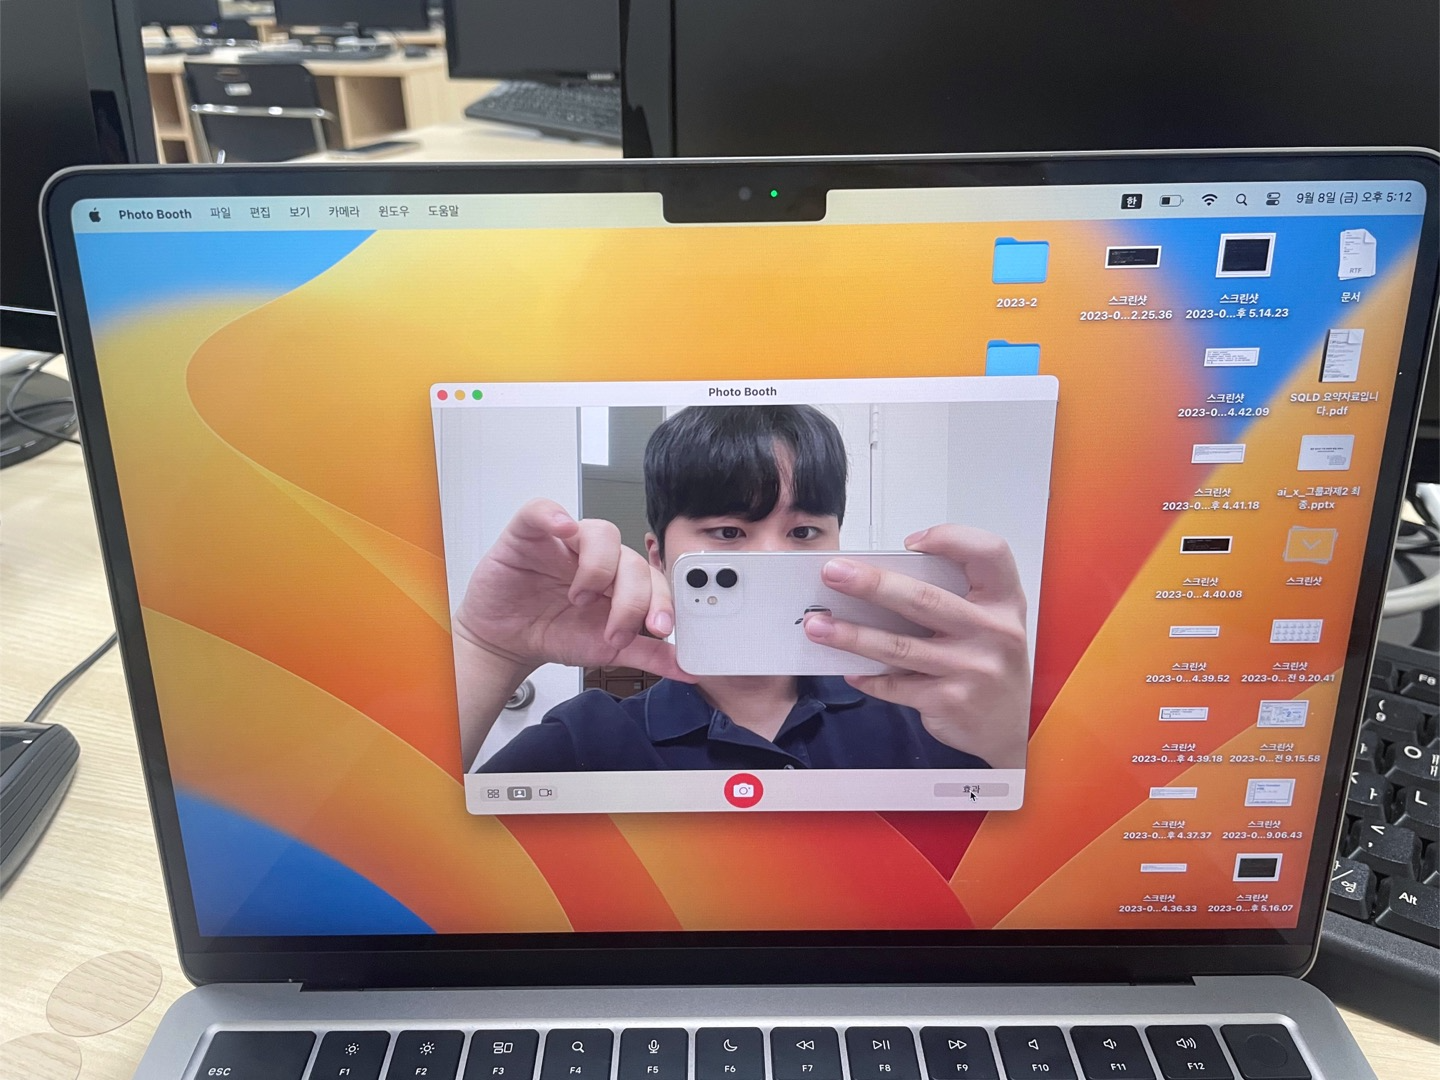 Photo Booth 파일 편집 보기 카메라 윈도우 도움말
한 9월 8일 (금) 오후 5:12
2023-2
스크린샷
2023-0...2.25.36
스크린샷
2023-0...후 5.14.23
RTF
문서
스크린샷
2023-0...4.42.09
SQLD 요약자료입니
다.pdf
스크린샷
2023-0...후 4.41.18
ai_x_그룹과제2 최
종.pptx
스크린샷
2023-0...4.40.08
스크린샷
스크린샷
2023-0...4.39.52
스크린샷
2023-0...전 9.20.41
스크린샷
2023-0...후 4.39.18
스크린샷
2023-0...전 9.15.58
스크린샷
2023-0...후 4.37.37
스크린샷
2023-0...9.06.43
스크린샷
2023-0...4.36.33
스크린샷
2023-0...후 5.16.07
Photo Booth
효과
F8
Alt
esc F1 F2 F3 F4 F5 F6 F7 F8 F9 F10 F11 F12